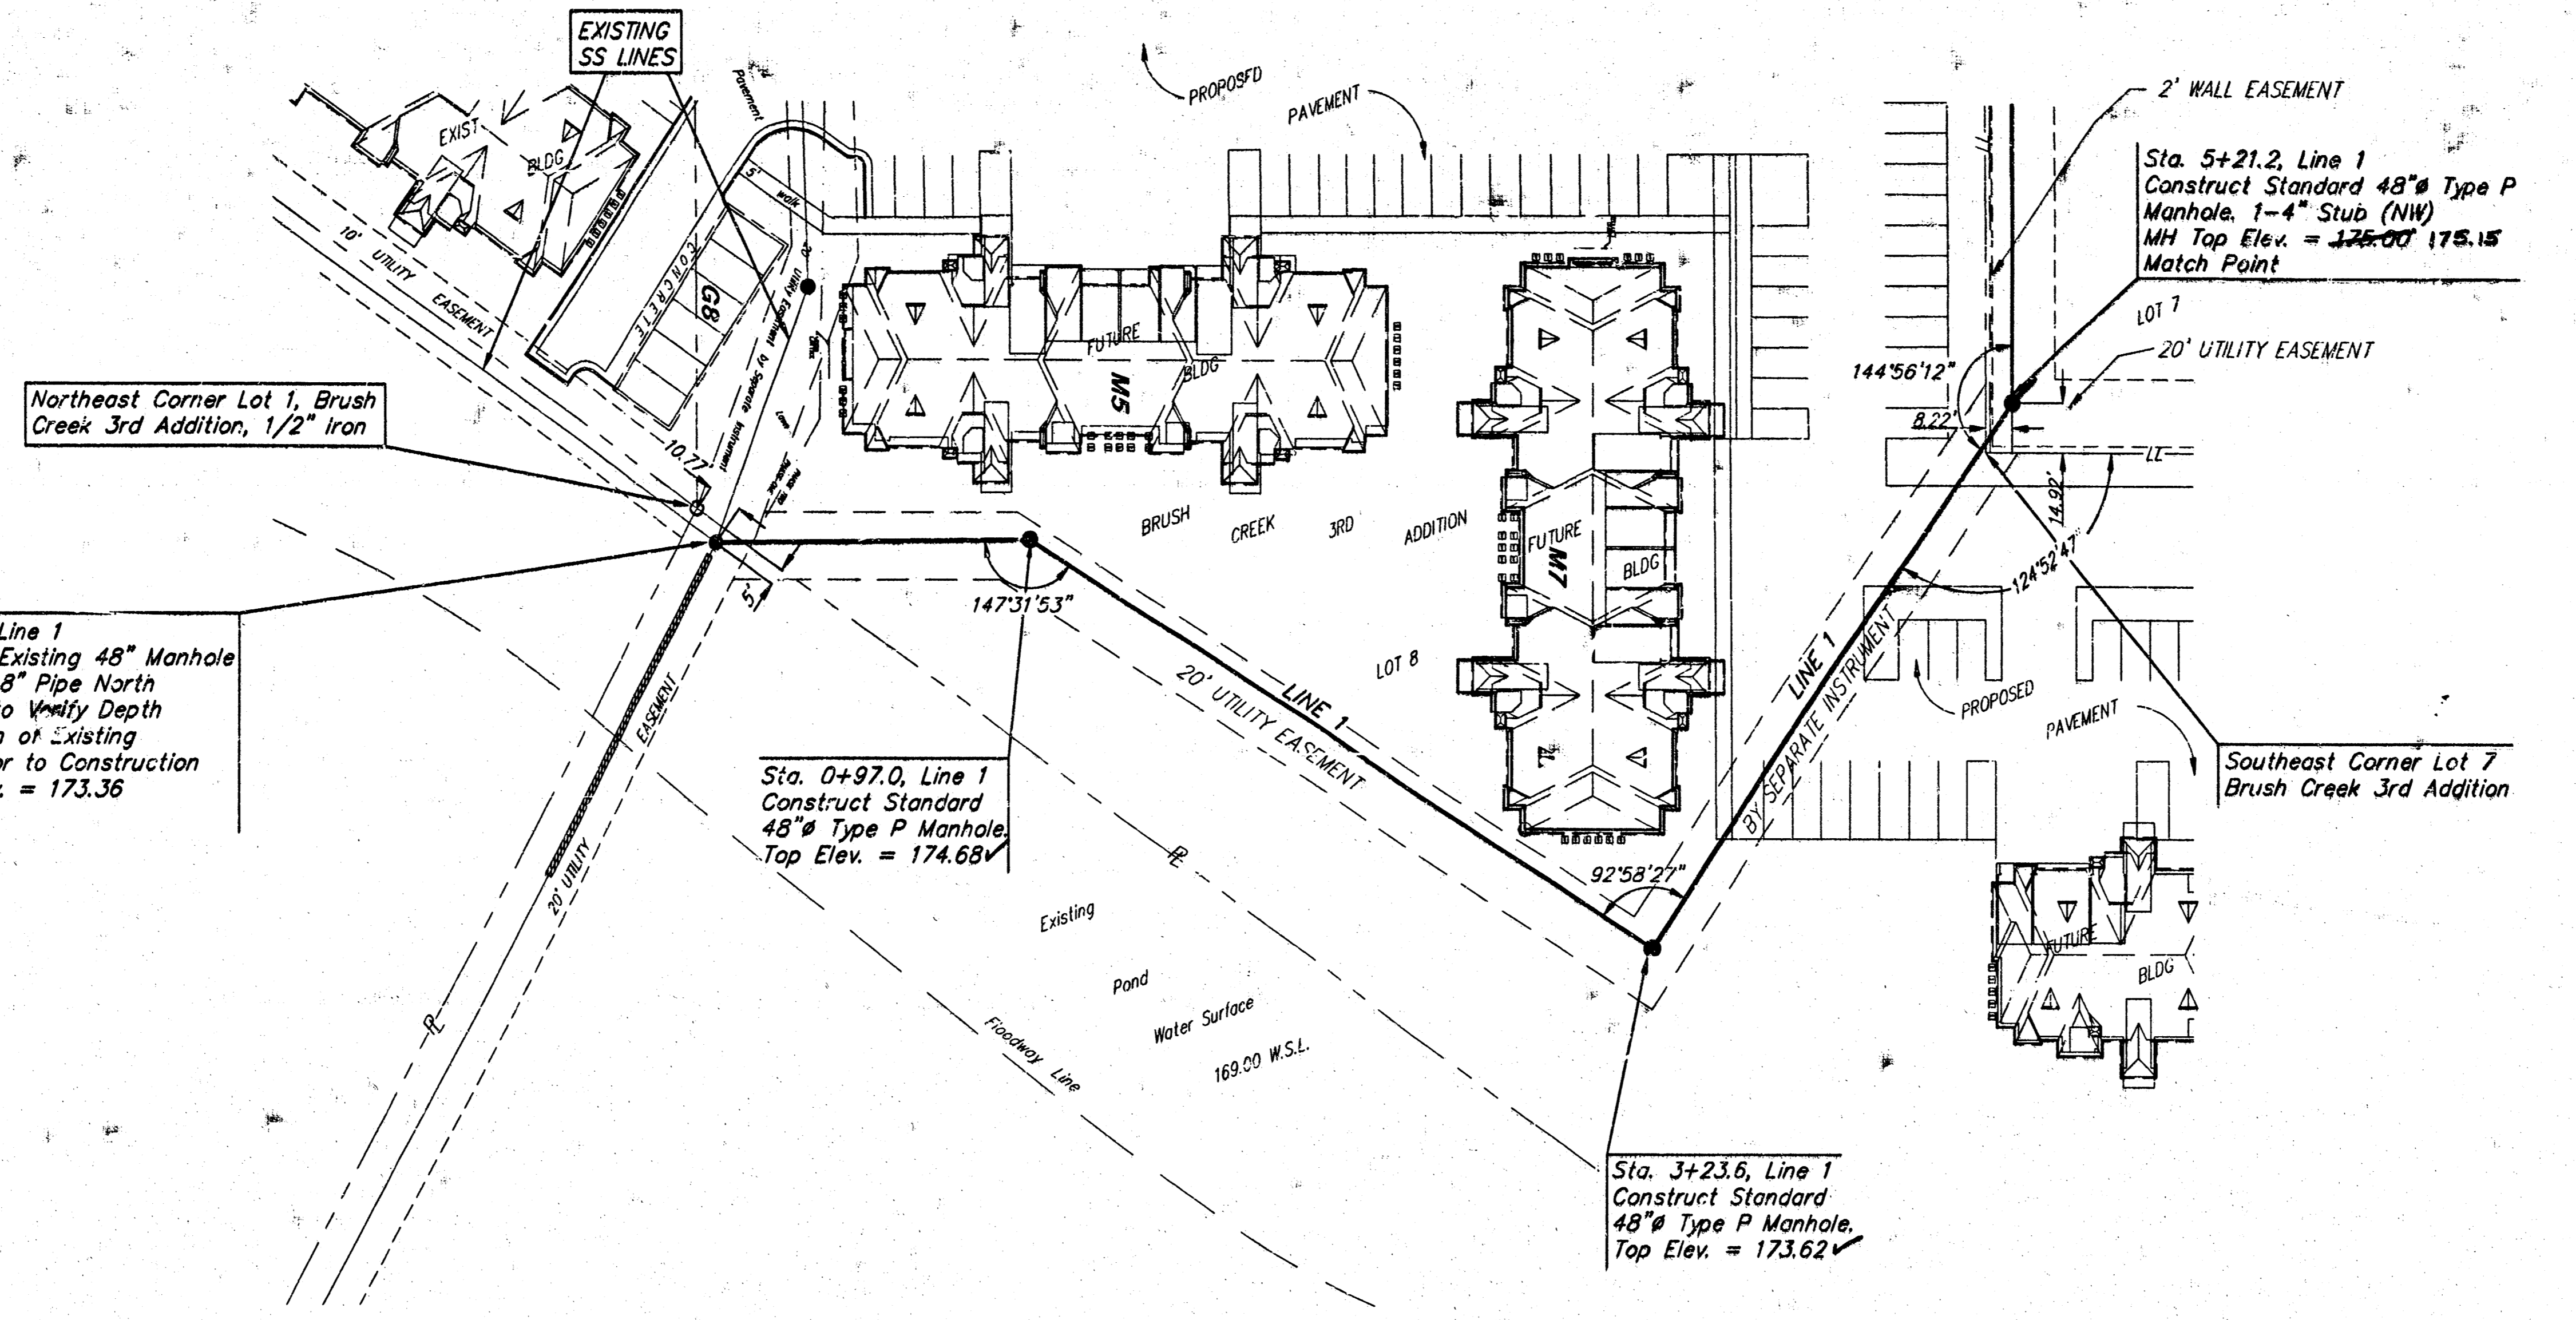 EXISTING
SS LINES
Pavement
PROPOSED
PAVEMENT
2' WALL EASEMENT
Sta. 5+21.2, Line 1
Construct Standard 48"ø Type P
Manhole, 1-4" Stub (NW)
MH Top Elev. = 175.00' 175.15
Match Point
LL
EXIST
BLDG
5'
walk
10'
UTILITY
EASEMENT
CONCRETE
G8
20' Utility Easement by Separate Instrument
FUTURE
BLDG
M5
LOT 7
20' UTILITY EASEMENT
144°56'12"
8.22'
LL
14.92'
124°52'47"
Northeast Corner Lot 1, Brush
Creek 3rd Addition, 1/2" Iron
10.77'
5'
BRUSH
CREEK
3RD
ADDITION
FUTURE
M7
BLDG
147°31'53"
Line 1
Existing 48" Manhole
8" Pipe North
to Verify Depth
of Existing
or to Construction
= 173.36
EASEMENT
20' UTILITY
LOT 8
LINE 1
20' UTILITY EASEMENT
LINE 1
BY SEPARATE INSTRUMENT
PROPOSED
PAVEMENT
Southeast Corner Lot 7
Brush Creek 3rd Addition
Sta. 0+97.0, Line 1
Construct Standard
48"ø Type P Manhole.
Top Elev. = 174.68✓
PL
92°58'27"
Existing
Pond
Water Surface
169.00 W.S.L.
Floodway Line
PL
FUTURE
BLDG
Sta. 3+23.6, Line 1
Construct Standard
48"ø Type P Manhole.
Top Elev. = 173.62✓